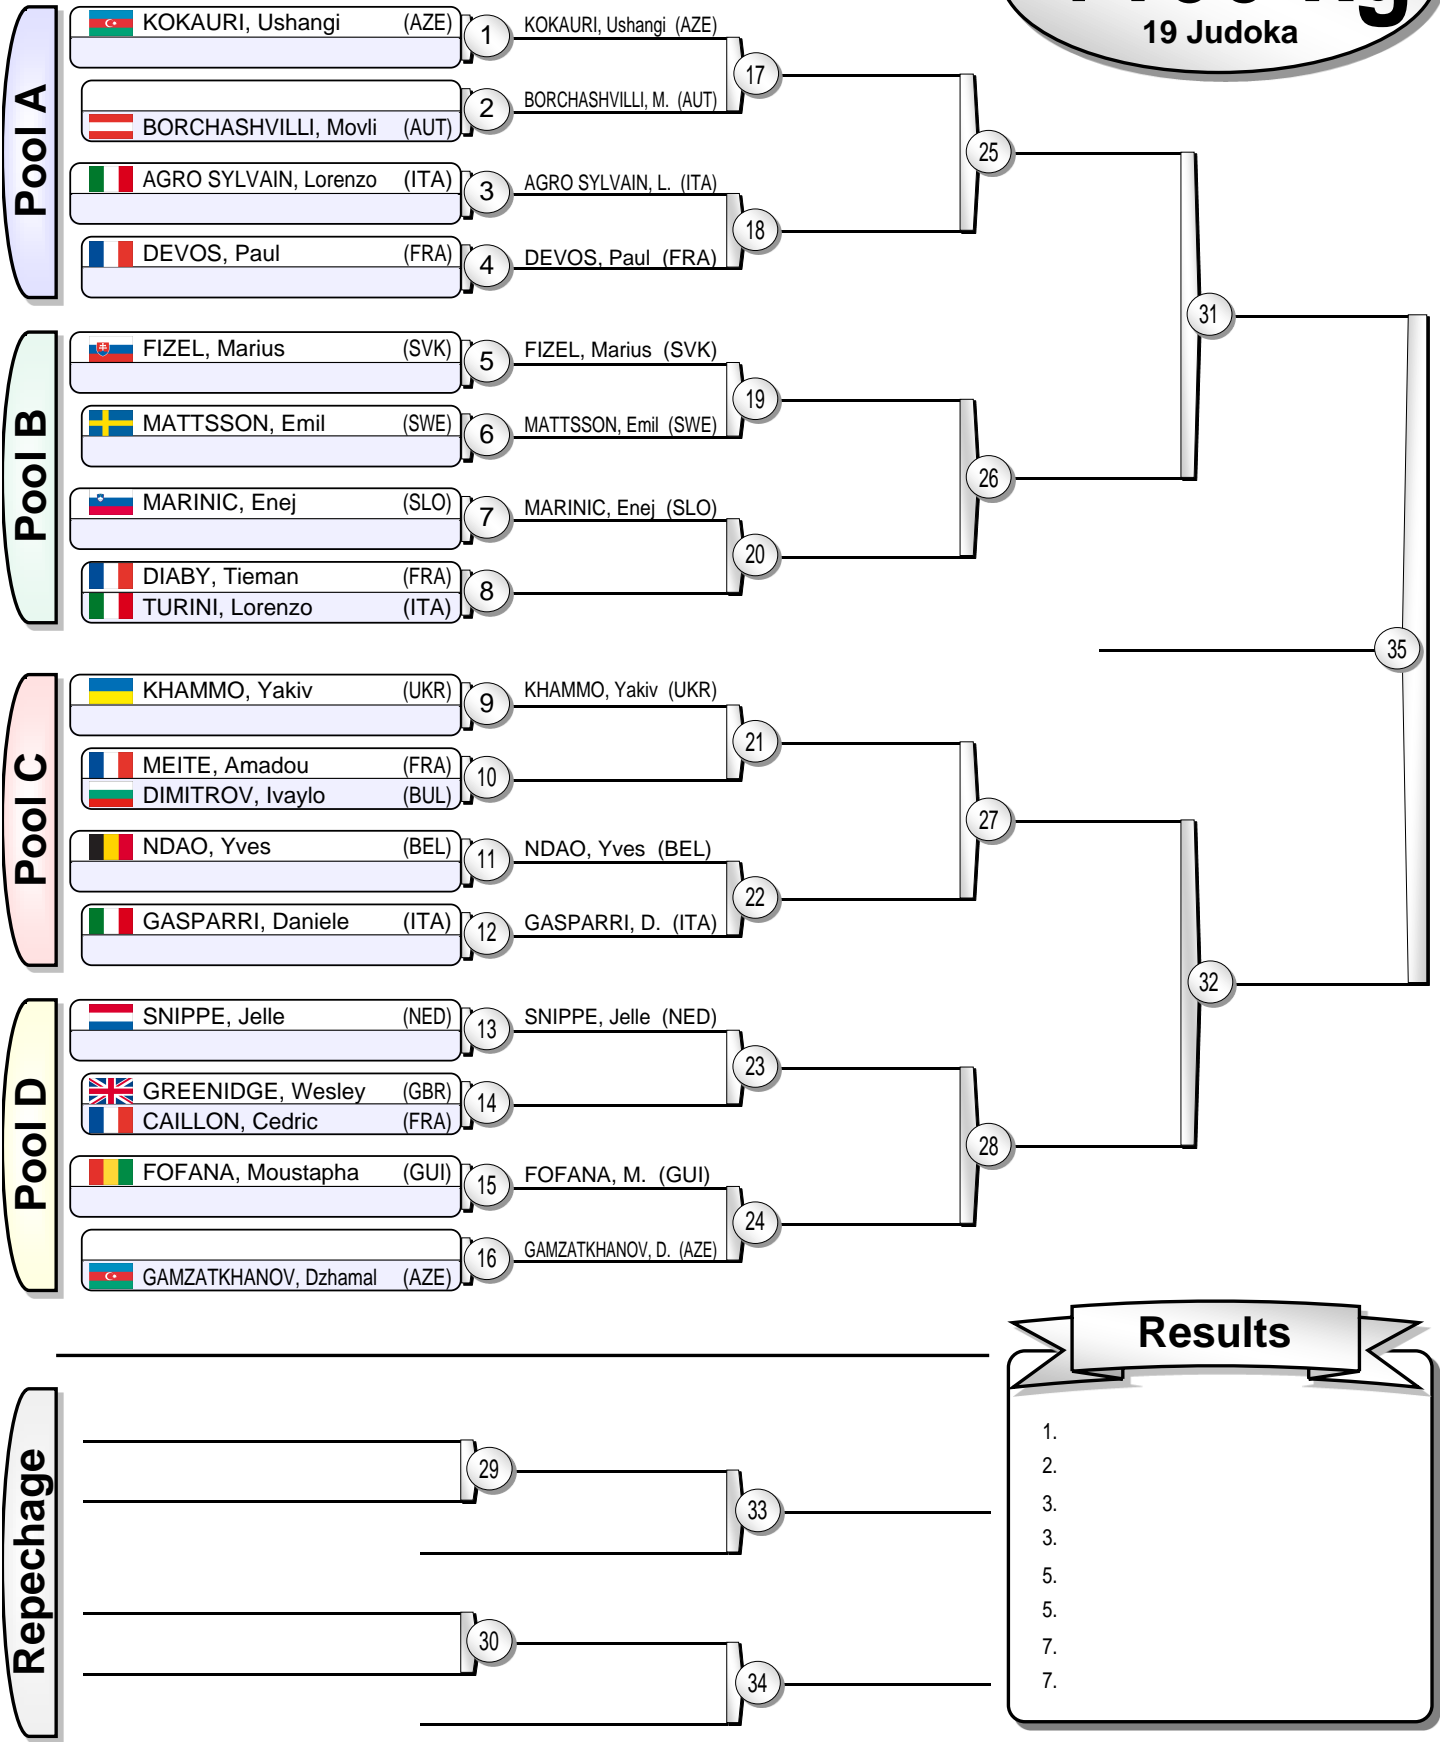 19 Judoka
Pool A
KOKAURI, Ushangi (AZE) 1 KOKAURI, Ushangi (AZE)
17
2 BORCHASHVILLI, M. (AUT)
BORCHASHVILLI, Movli (AUT)
25
AGRO SYLVAIN, Lorenzo (ITA) 3 AGRO SYLVAIN, L. (ITA)
18
DEVOS, Paul (FRA) 4 DEVOS, Paul (FRA)
31
Pool B
FIZEL, Marius (SVK) 5 FIZEL, Marius (SVK)
19
MATTSSON, Emil (SWE) 6 MATTSSON, Emil (SWE)
26
MARINIC, Enej (SLO) 7 MARINIC, Enej (SLO)
20
DIABY, Tieman (FRA) 8
TURINI, Lorenzo (ITA)
35
Pool C
KHAMMO, Yakiv (UKR) 9 KHAMMO, Yakiv (UKR)
21
MEITE, Amadou (FRA) 10
DIMITROV, Ivaylo (BUL)
27
NDAO, Yves (BEL) 11 NDAO, Yves (BEL)
22
GASPARRI, Daniele (ITA) 12 GASPARRI, D. (ITA)
32
Pool D
SNIPPE, Jelle (NED) 13 SNIPPE, Jelle (NED)
23
GREENIDGE, Wesley (GBR) 14
CAILLON, Cedric (FRA)
28
FOFANA, Moustapha (GUI) 15 FOFANA, M. (GUI)
24
16 GAMZATKHANOV, D. (AZE)
GAMZATKHANOV, Dzhamal (AZE)
Repechage
29
33
30
34
Results
1.
2.
3.
3.
5.
5.
7.
7.